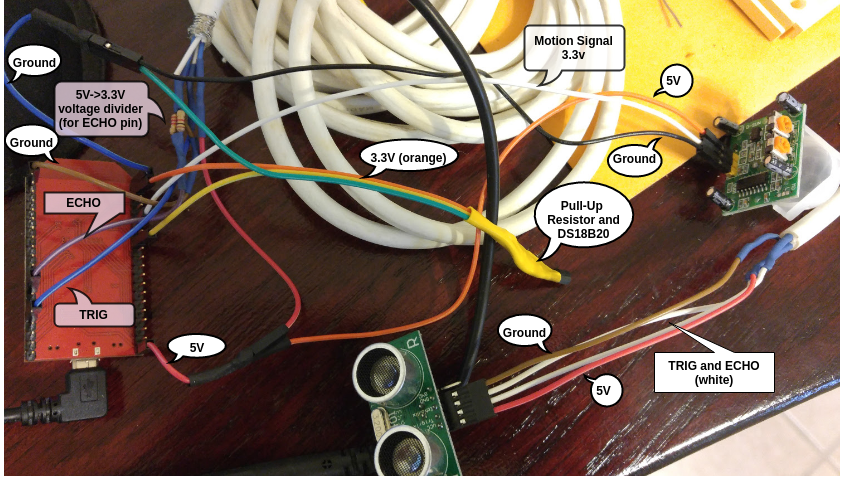 Motion Signal
3.3v
Ground
5V
5V->3.3V
voltage divider
(for ECHO pin)
Ground
3.3V (orange)
Ground
ECHO
Pull-Up
Resistor and
DS18B20
TRIG
Ground
5V
TRIG and ECHO
(white)
5V
R